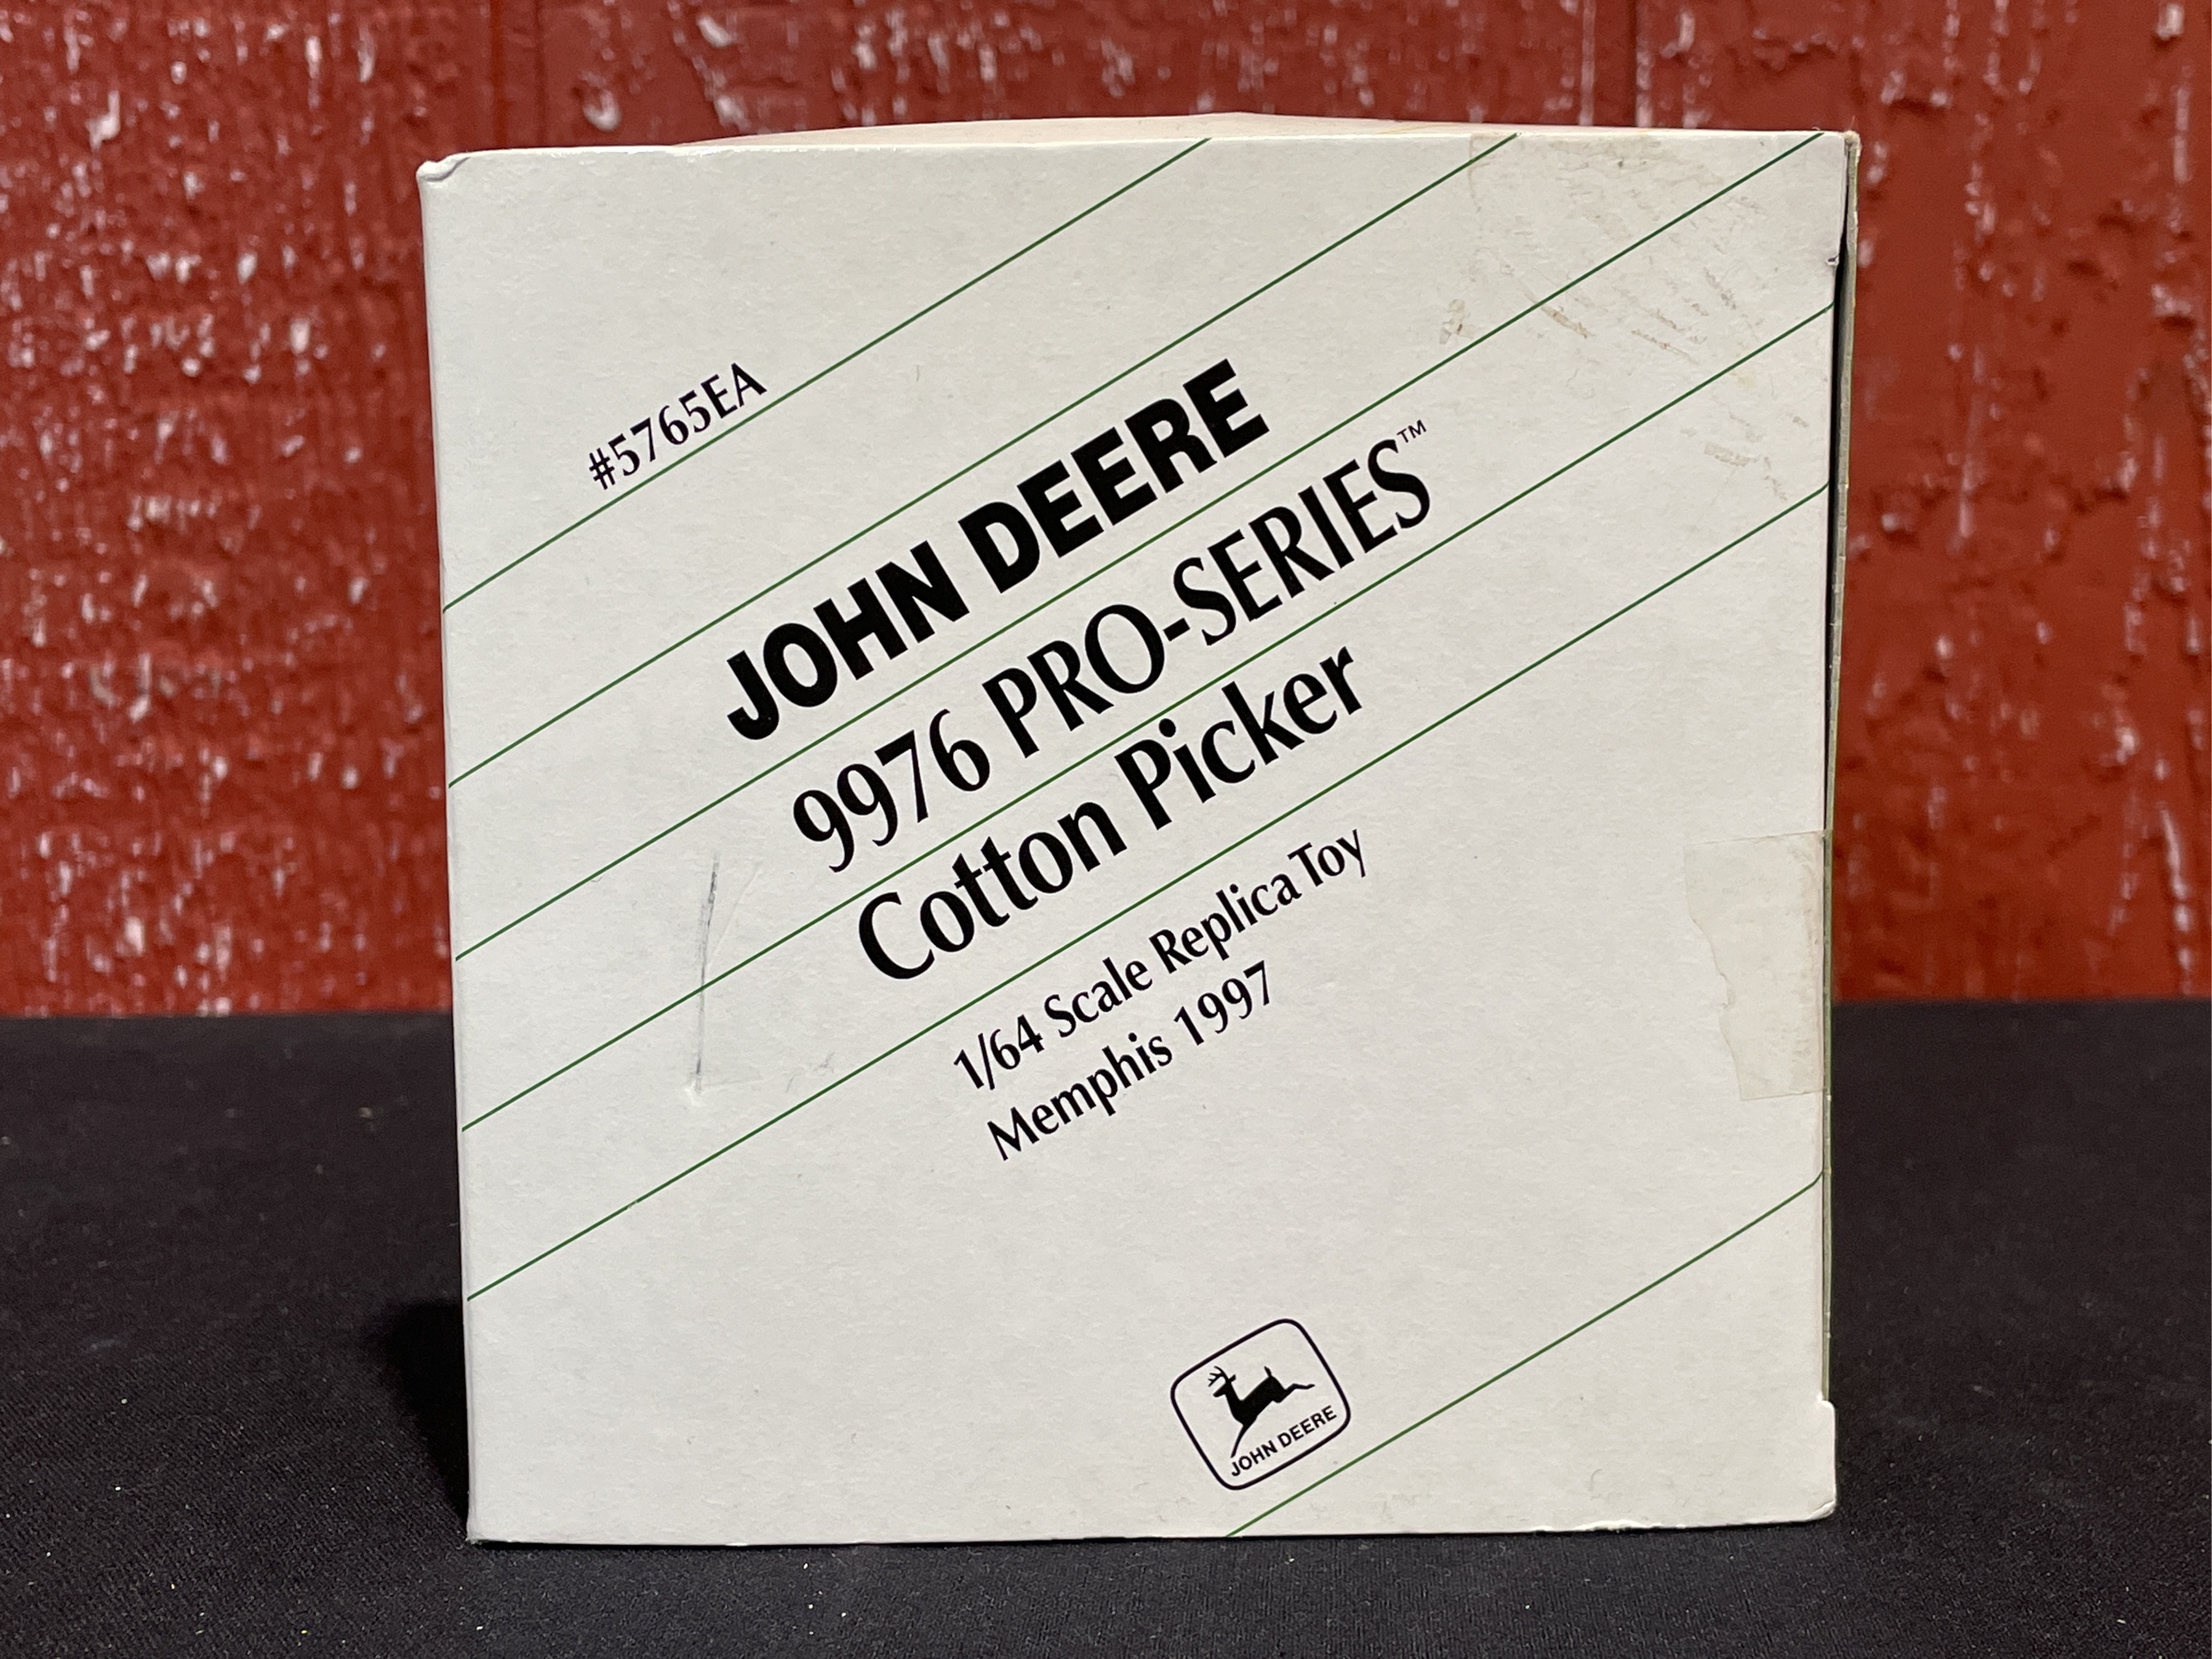 #5765EA
JOHN DEERE
9976 PRO-SERIES™
Cotton Picker
1/64 Scale Replica Toy
Memphis 1997
JOHN DEERE